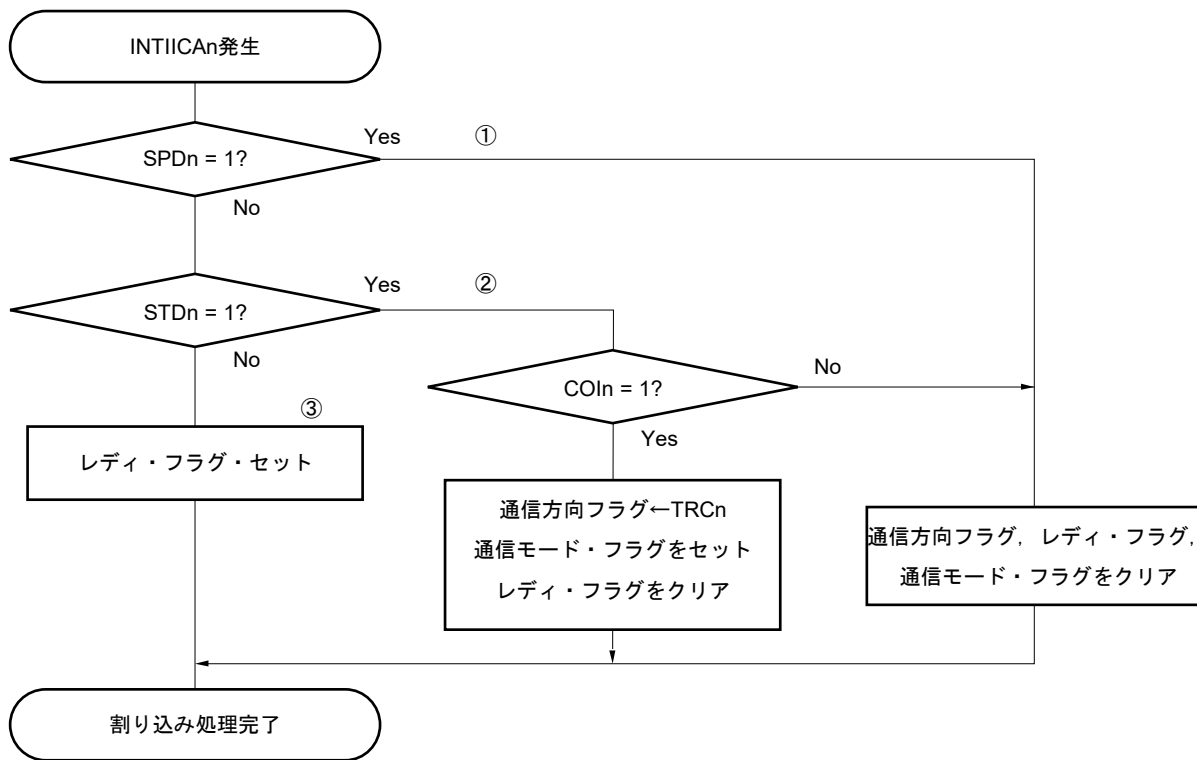 INTIICAn発生
Yes
①
SPDn = 1?
No
Yes
②
STDn = 1?
No
COIn = 1?
No
Yes
③
レディ・フラグ・セット
通信方向フラグ←TRCn
通信モード・フラグをセット
レディ・フラグをクリア
通信方向フラグ，レディ・フラグ，
通信モード・フラグをクリア
割り込み処理完了